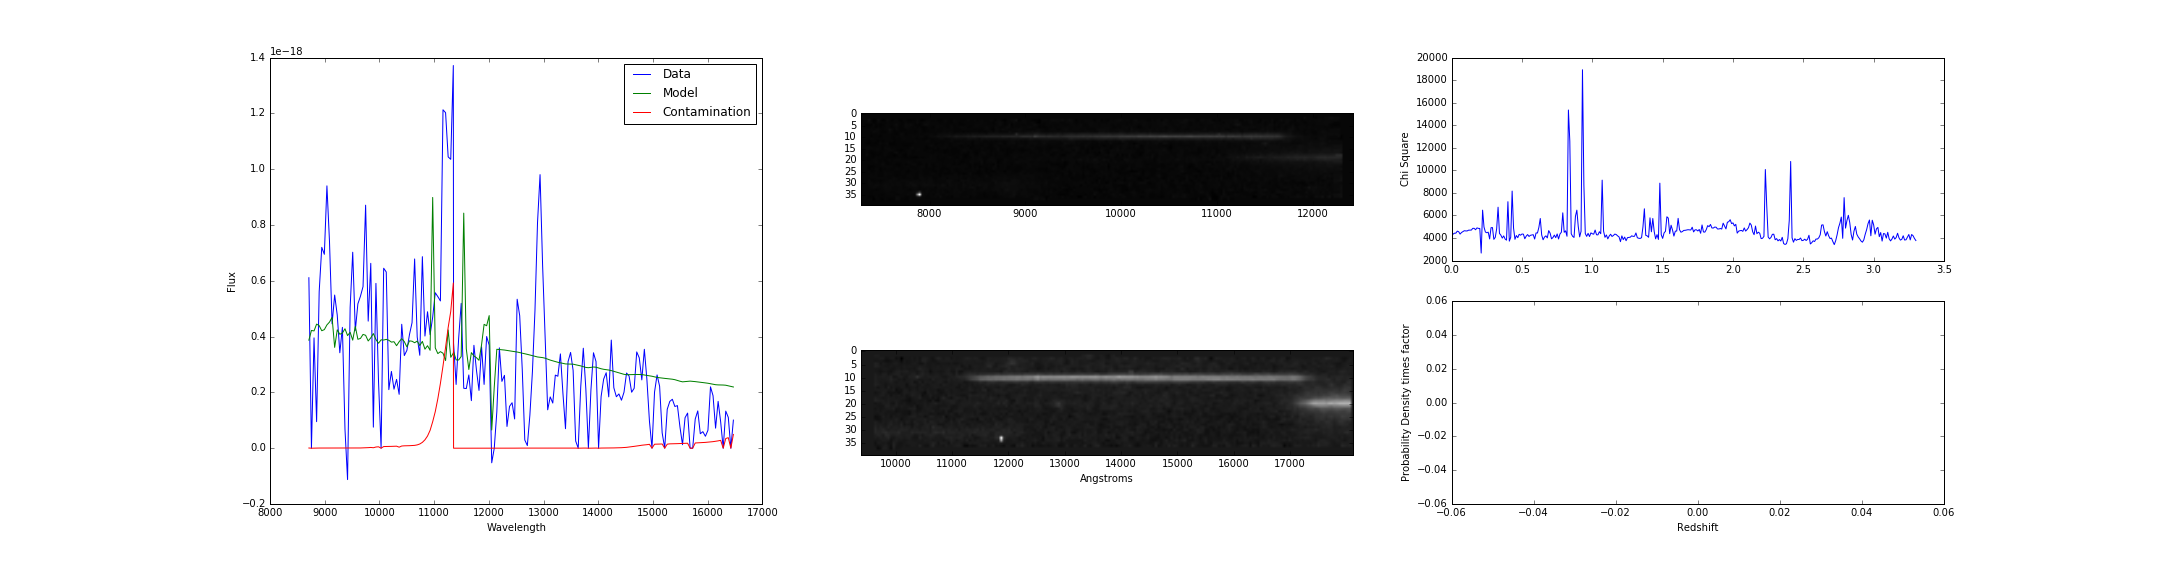 1e−18
1.4
1.2
1.0
0.8
0.6
0.4
0.2
0.0
−0.2
Flux
8000 9000 10000 11000 12000 13000 14000 15000 16000 17000
Wavelength
Data
Model
Contamination
0
5
10
15
20
25
30
35
8000 9000 10000 11000 12000
0
5
10
15
20
25
30
35
10000 11000 12000 13000 14000 15000 16000 17000
Angstroms
20000
18000
16000
14000
12000
10000
8000
6000
4000
2000
Chi Square
0.0 0.5 1.0 1.5 2.0 2.5 3.0 3.5
0.06
0.04
0.02
0.00
−0.02
−0.04
−0.06
Probability Density times factor
−0.06 −0.04 −0.02 0.00 0.02 0.04 0.06
Redshift